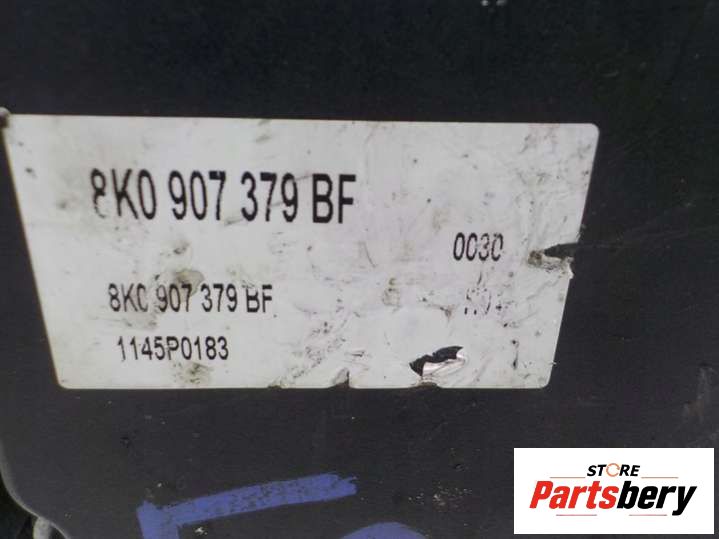 8K0 907 379 BF
0030
8K0 907 379 BF
1145P0183
STORE
Partsbery